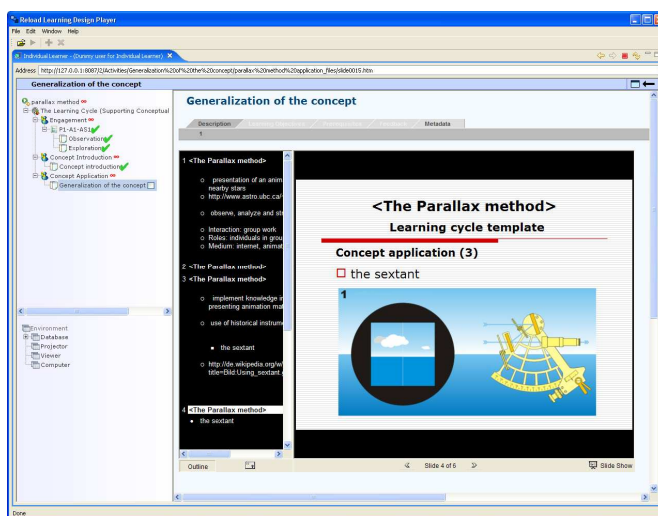 Reload Learning Design Player
File Edit Window Help
Individual Learner - (Dummy user for Individual Learner)
Address http://127.0.0.1:8087/2/Activities/Generalization%20of%20the%20concept/parallax%20method%20application_files/slide0015.htm
Generalization of the concept
parallax method
The Learning Cycle (Supporting Conceptual
Engagement
P1-A1-AS1
Observation
Exploration
Concept Introduction
Concept introduction
Concept Application
Generalization of the concept
Environment
Database
Projector
Viewer
Computer
Generalization of the concept
Description
Metadata
1
1 <The Parallax method>
o presentation of an anim
nearby stars
o http://www.astro.ubc.ca/
o observe, analyze and str
o Interaction: group work
o Roles: individuals in grou
o Medium: internet, animat
2 <The Parallax method>
3 <The Parallax method>
o implement knowledge in
presenting animation mat
o use of historical instrume
• the sextant
o http://de.wikipedia.org/w/
title=Bild:Using_sextant.g
4 <The Parallax method>
• the sextant
<The Parallax method>
Learning cycle template
Concept application (3)
the sextant
1
Outline
Slide 4 of 6
Slide Show
Done